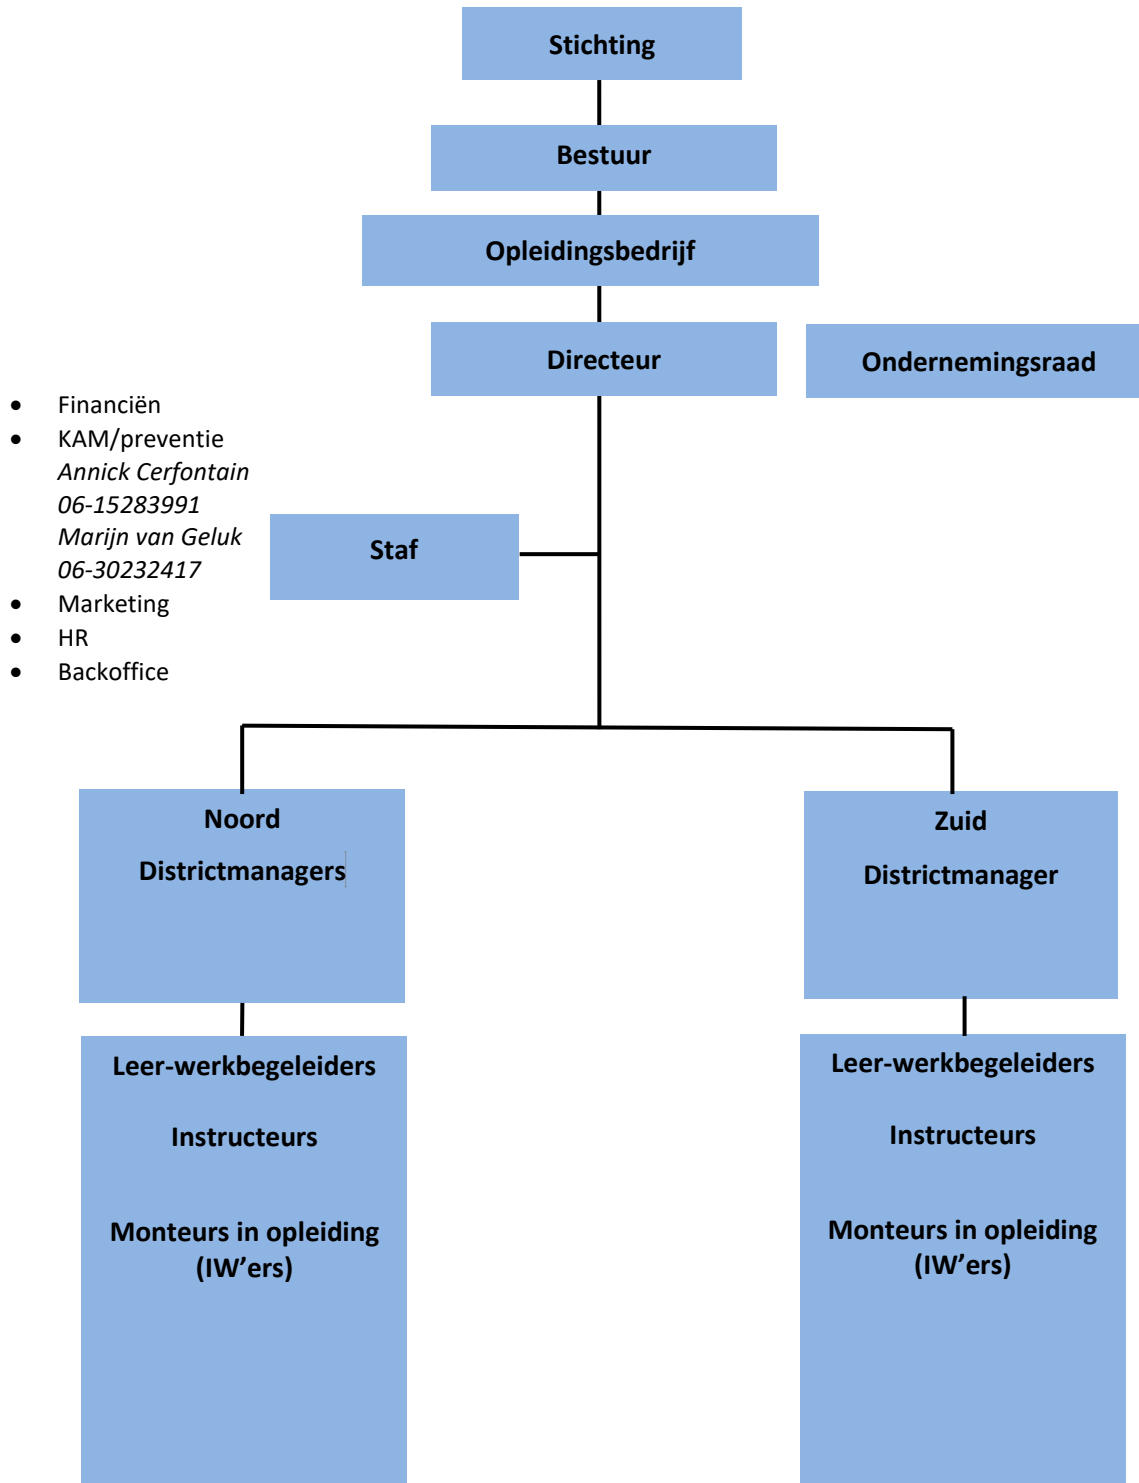 Stichting
Bestuur
Opleidingsbedrijf
Directeur
Ondernemingsraad
• Financiën
• KAM/preventie
Annick Cerfontain
06-15283991
Marijn van Geluk
06-30232417
• Marketing
• HR
• Backoffice
Staf
Noord
Districtmanagers
Zuid
Districtmanager
Leer-werkbegeleiders
Instructeurs
Monteurs in opleiding
(IW’ers)
Leer-werkbegeleiders
Instructeurs
Monteurs in opleiding
(IW’ers)